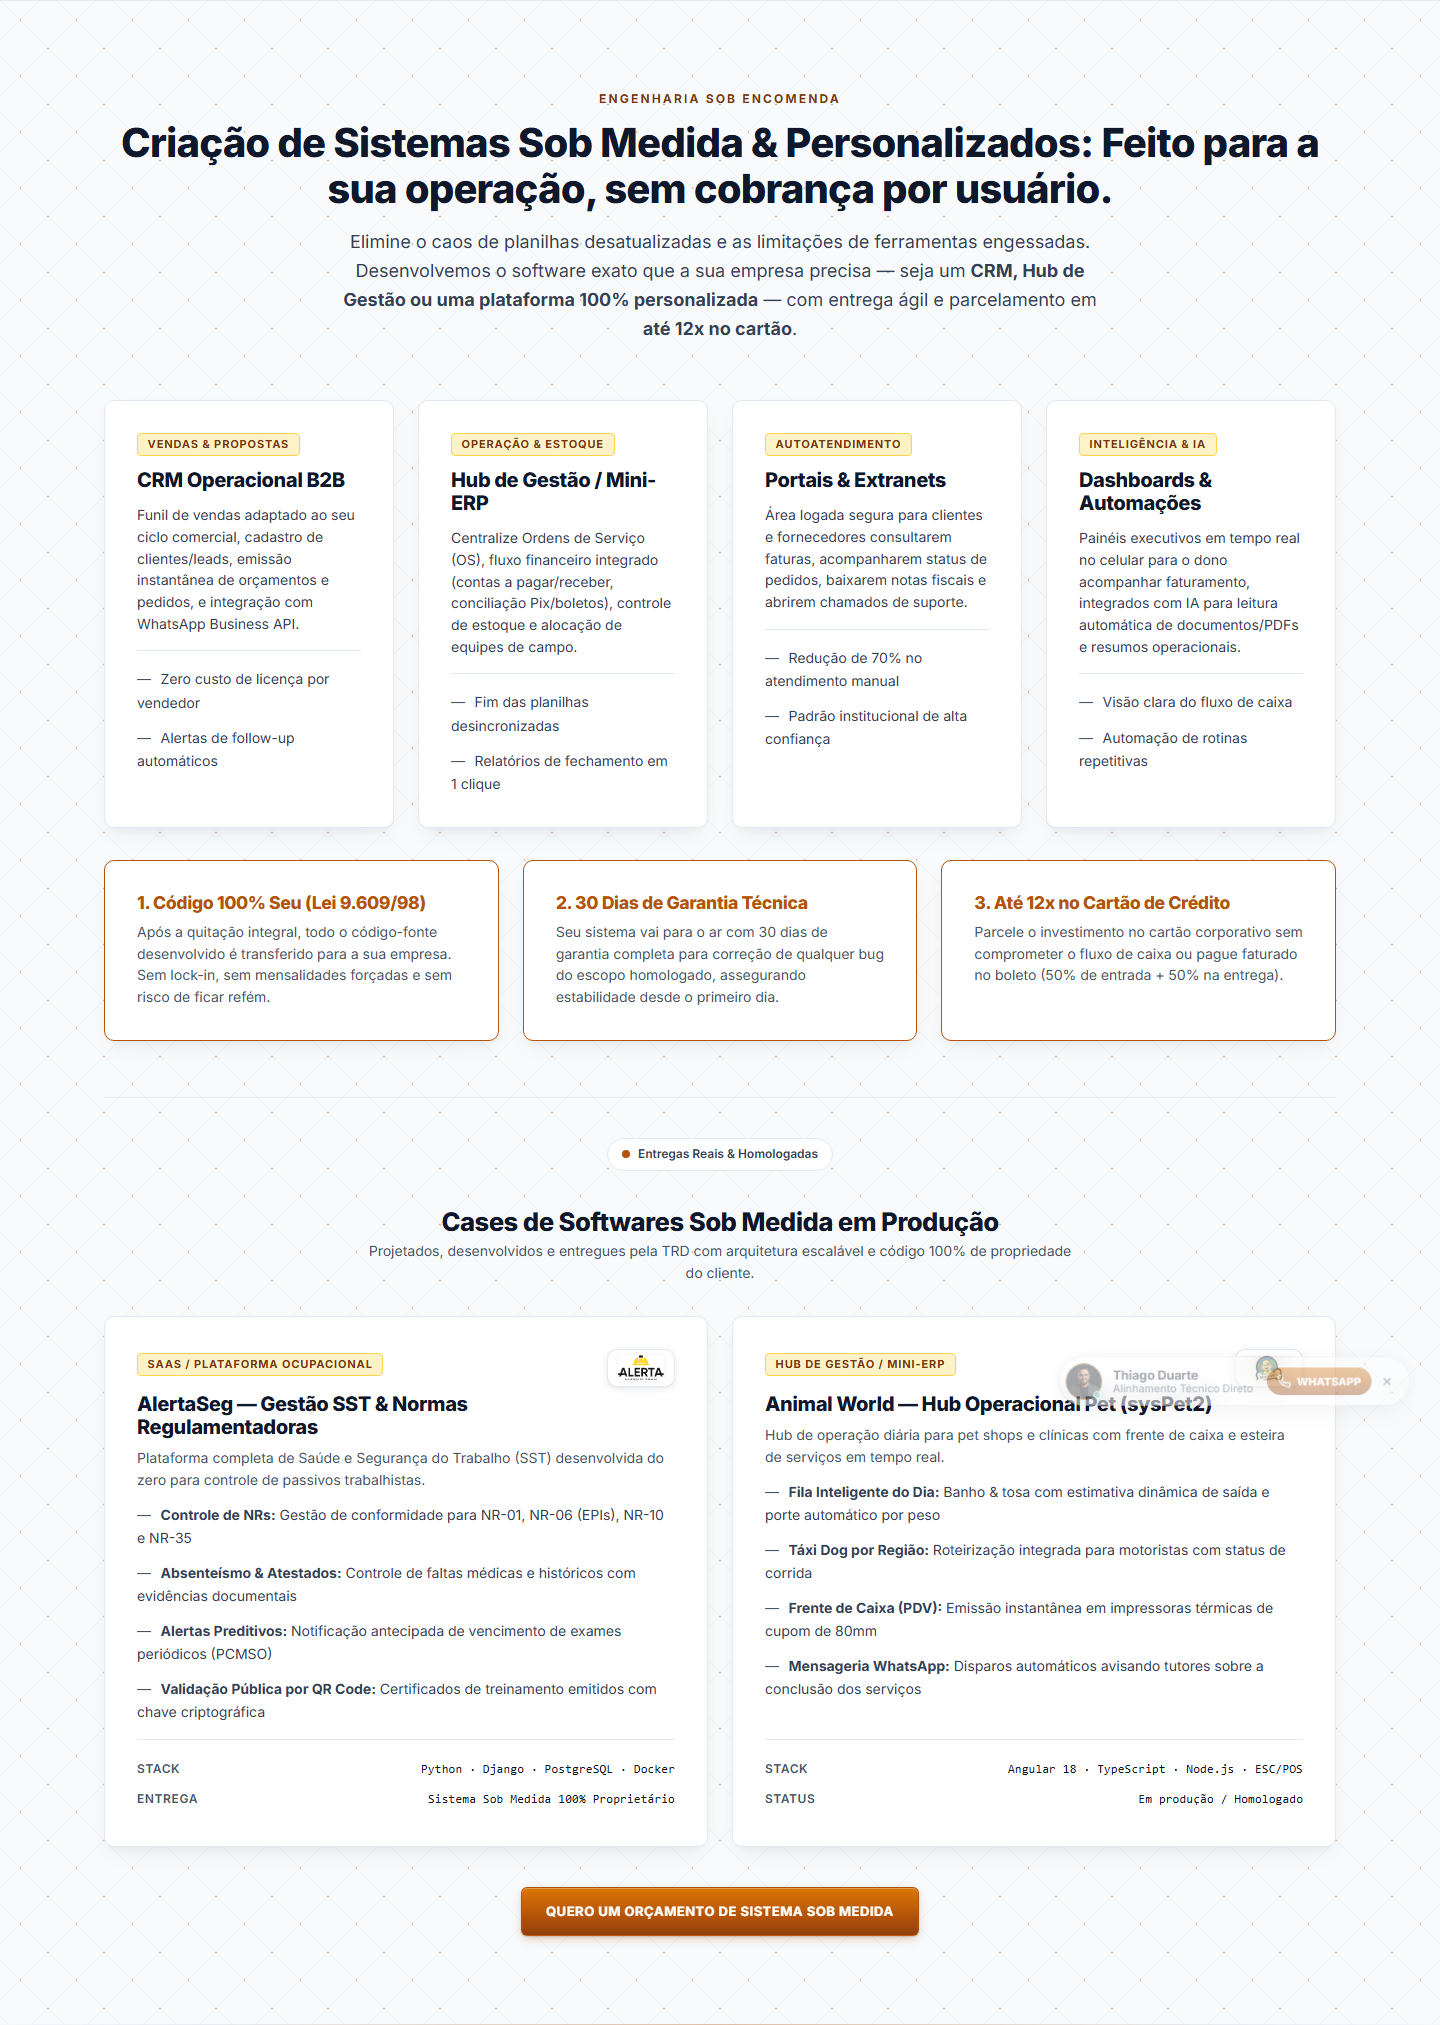 ENGENHARIA SOB ENCOMENDA
Criação de Sistemas Sob Medida & Personalizados: Feito para a
sua operação, sem cobrança por usuário.
Elimine o caos de planilhas desatualizadas e as limitações de ferramentas engessadas.
Desenvolvemos o software exato que a sua empresa precisa — seja um CRM, Hub de
Gestão ou uma plataforma 100% personalizada — com entrega ágil e parcelamento em
até 12x no cartão.
VENDAS & PROPOSTAS
CRM Operacional B2B
Funil de vendas adaptado ao seu
ciclo comercial, cadastro de
clientes/leads, emissão
instantânea de orçamentos e
pedidos, e integração com
WhatsApp Business API.
— Zero custo de licença por
vendedor
— Alertas de follow-up
automáticos
OPERAÇÃO & ESTOQUE
Hub de Gestão / Mini-
ERP
Centralize Ordens de Serviço
(OS), fluxo financeiro integrado
(contas a pagar/receber,
conciliação Pix/boletos), controle
de estoque e alocação de
equipes de campo.
— Fim das planilhas
desincronizadas
— Relatórios de fechamento em
1 clique
AUTOATENDIMENTO
Portais & Extranets
Área logada segura para clientes
e fornecedores consultarem
faturas, acompanharem status de
pedidos, baixarem notas fiscais e
abrirem chamados de suporte.
— Redução de 70% no
atendimento manual
— Padrão institucional de alta
confiança
INTELIGÊNCIA & IA
Dashboards &
Automações
Painéis executivos em tempo real
no celular para o dono
acompanhar faturamento,
integrados com IA para leitura
automática de documentos/PDFs
e resumos operacionais.
— Visão clara do fluxo de caixa
— Automação de rotinas
repetitivas
1. Código 100% Seu (Lei 9.609/98)
Após a quitação integral, todo o código-fonte
desenvolvido é transferido para a sua empresa.
Sem lock-in, sem mensalidades forçadas e sem
risco de ficar refém.
2. 30 Dias de Garantia Técnica
Seu sistema vai para o ar com 30 dias de
garantia completa para correção de qualquer bug
do escopo homologado, assegurando
estabilidade desde o primeiro dia.
3. Até 12x no Cartão de Crédito
Parcele o investimento no cartão corporativo sem
comprometer o fluxo de caixa ou pague faturado
no boleto (50% de entrada + 50% na entrega).
Entregas Reais & Homologadas
Cases de Softwares Sob Medida em Produção
Projetados, desenvolvidos e entregues pela TRD com arquitetura escalável e código 100% de propriedade
do cliente.
SAAS / PLATAFORMA OCUPACIONAL
ALERTA
AlertaSeg — Gestão SST & Normas
Regulamentadoras
Plataforma completa de Saúde e Segurança do Trabalho (SST) desenvolvida do
zero para controle de passivos trabalhistas.
— Controle de NRs: Gestão de conformidade para NR-01, NR-06 (EPIs), NR-10
e NR-35
— Absenteísmo & Atestados: Controle de faltas médicas e históricos com
evidências documentais
— Alertas Preditivos: Notificação antecipada de vencimento de exames
periódicos (PCMSO)
— Validação Pública por QR Code: Certificados de treinamento emitidos com
chave criptográfica
STACK Python · Django · PostgreSQL · Docker
ENTREGA Sistema Sob Medida 100% Proprietário
HUB DE GESTÃO / MINI-ERP
Thiago Duarte
Alinhamento Técnico Direto
WHATSAPP ×
Animal World — Hub Operacional Pet (sysPet2)
Hub de operação diária para pet shops e clínicas com frente de caixa e esteira
de serviços em tempo real.
— Fila Inteligente do Dia: Banho & tosa com estimativa dinâmica de saída e
porte automático por peso
— Táxi Dog por Região: Roteirização integrada para motoristas com status de
corrida
— Frente de Caixa (PDV): Emissão instantânea em impressoras térmicas de
cupom de 80mm
— Mensageria WhatsApp: Disparos automáticos avisando tutores sobre a
conclusão dos serviços
STACK Angular 18 · TypeScript · Node.js · ESC/POS
STATUS Em produção / Homologado
QUERO UM ORÇAMENTO DE SISTEMA SOB MEDIDA